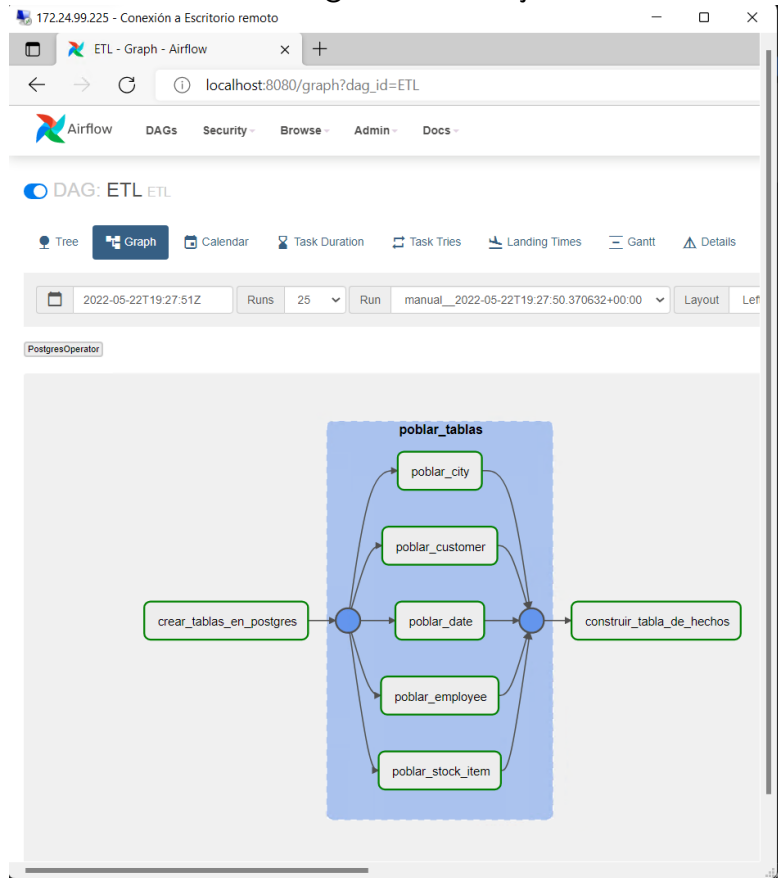 172.24.99.225 - Conexión a Escritorio remoto
ETL - Graph - Airflow
localhost:8080/graph?dag_id=ETL
Airflow DAGs Security Browse Admin Docs
DAG: ETL ETL
Tree Graph Calendar Task Duration Task Tries Landing Times Gantt Details
2022-05-22T19:27:51Z Runs 25 Run manual__2022-05-22T19:27:50.370632+00:00 Layout Lef
PostgresOperator
poblar_tablas
poblar_city
poblar_customer
crear_tablas_en_postgres poblar_date construir_tabla_de_hechos
poblar_employee
poblar_stock_item